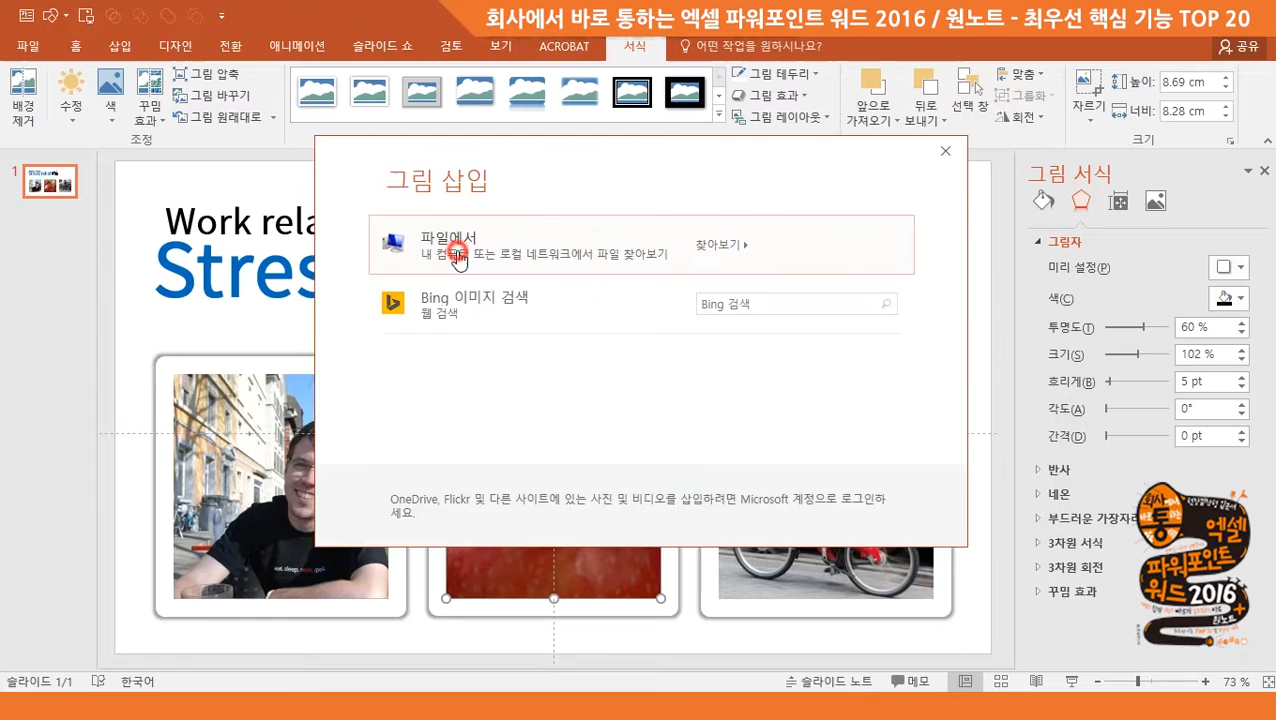 회사에서 바로 통하는 엑셀 파워포인트 워드 2016 / 원노트 - 최우선 핵심 기능 TOP 20
파일 홈 삽입 디자인 전환 애니메이션 슬라이드 쇼 검토 보기 ACROBAT 서식 어떤 작업을 원하시나요? 공유
배경 제거
수정
색
꾸밈 효과
그림 압축
그림 바꾸기
그림 원래대로
조정
그림 테두리
그림 효과
그림 레이아웃
앞으로 가져오기
뒤로 보내기
선택 창
맞춤
그룹화
회전
자르기
높이: 8.69 cm
너비: 8.28 cm
크기
1
Work rela
Stres
그림 삽입
파일에서
내 컴 또는 로컬 네트워크에서 파일 찾아보기
찾아보기
Bing 이미지 검색
웹 검색
Bing 검색
OneDrive, Flickr 및 다른 사이트에 있는 사진 및 비디오를 삽입하려면 Microsoft 계정으로 로그인하
세요.
그림 서식
그림자
미리 설정(P)
색(C)
투명도(T) 60 %
크기(S) 102 %
흐리게(B) 5 pt
각도(A) 0°
간격(D) 0 pt
반사
네온
부드러운 가장자리
3차원 서식
3차원 회전
꾸밈 효과
회사에서
바로
통하는
엑셀
파워포인트
워드 2016
원노트
슬라이드 1/1 한국어 슬라이드 노트 메모 73 %